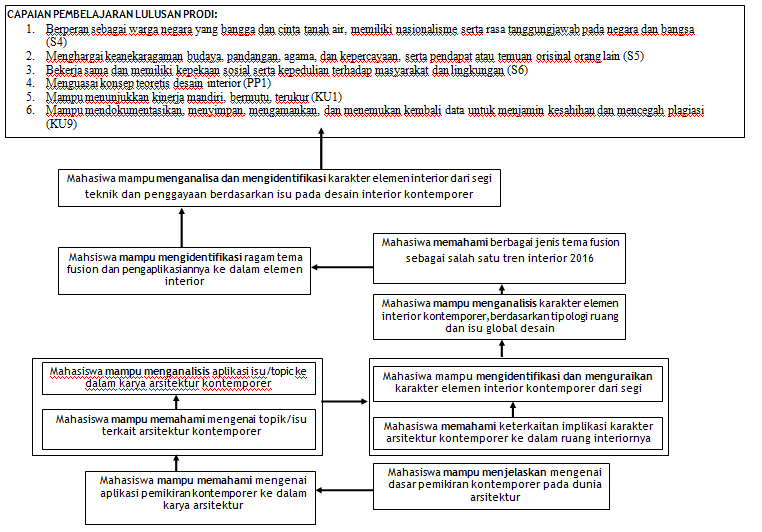 CAPAIAN PEMBELAJARAN LULUSAN PRODI:
1. Berperan sebagai warga negara yang bangga dan cinta tanah air, memiliki nasionalisme serta rasa tanggungjawab pada negara dan bangsa
(S4)
2. Menghargai keanekaragaman budaya, pandangan, agama, dan kepercayaan, serta pendapat atau temuan orisinal orang lain (S5)
3. Bekerja sama dan memiliki kepekaan sosial serta kepedulian terhadap masyarakat dan lingkungan (S6)
4. Menguasai konsep teoretis desain interior (PP1)
5. Mampu menunjukkan kinerja mandiri, bermutu, terukur (KU1)
6. Mampu mendokumentasikan, menyimpan, mengamankan, dan menemukan kembali data untuk menjamin kesahihan dan mencegah plagiasi
(KU9)
Mahasiwa mampu menganalisa dan mengidentifikasi karakter elemen interior dari segi
teknik dan penggayaan berdasarkan isu pada desain interior kontemporer
Mahsiswa mampu mengidentifikasi ragam tema
fusion dan pengaplikasiannya ke dalam elemen
interior
Mahasiwa memahami berbagai jenis tema fusion
sebagai salah satu tren interior 2016
Mahasiwa mampu menganalisis karakter elemen
interior kontemporer, berdasarkan tipologi ruang
dan isu global desain
Mahasiswa mampu menganalisis aplikasi isu/topic ke
dalam karya arsitektur kontemporer
Mahasiswa mampu memahami mengenai topik/isu
terkait arsitektur kontemporer
Mahasiswa mampu mengidentifikasi dan menguraikan
karakter elemen interior kontemporer dari segi
Mahasiswa memahami keterkaitan implikasi karakter
arsitektur kontemporer ke dalam ruang interiornya
Mahasiswa mampu memahami mengenai
aplikasi pemikiran kontemporer ke dalam
karya arsitektur
Mahasiswa mampu menjelaskan mengenai
dasar pemikiran kontemporer pada dunia
arsitektur